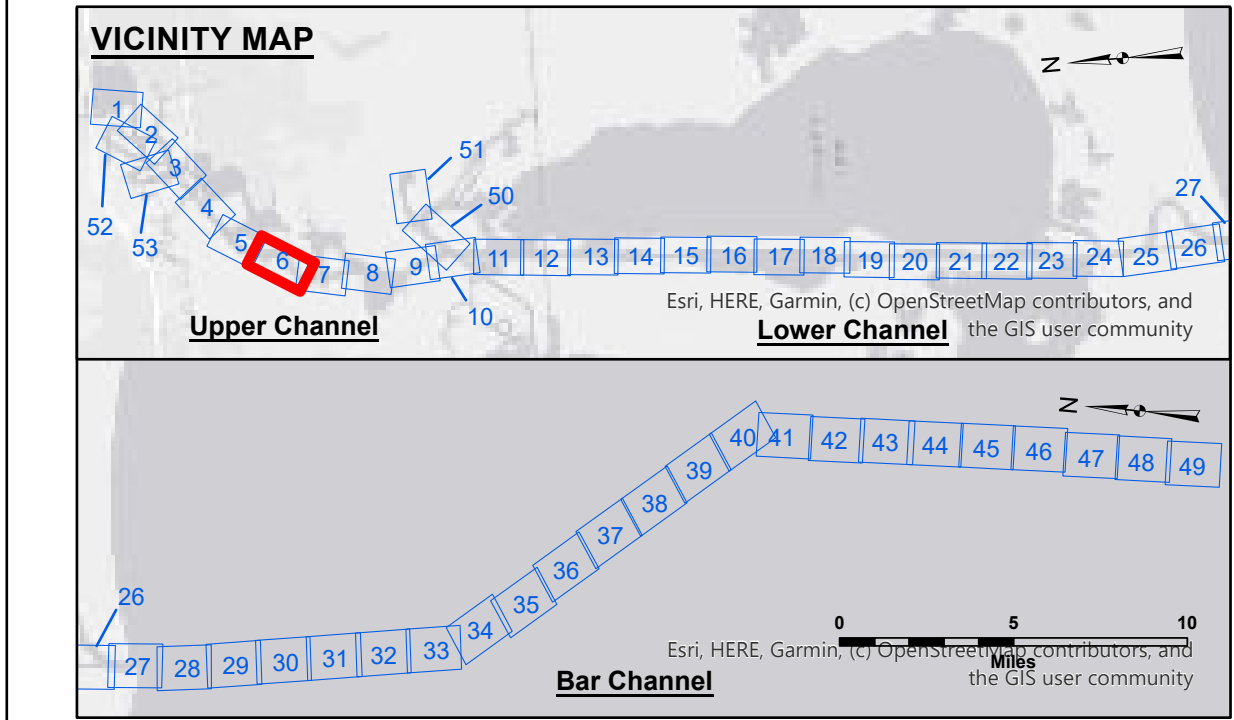 VICINITY MAP
N
1
2
3
4
5
6
7
8
9
10
11 12 13 14 15 16 17 18 19 20 21 22 23 24 25 26
27
50
51
52
53
Esri, HERE, Garmin, (c) OpenStreetMap contributors, and
the GIS user community
Upper Channel
Lower Channel
N
40 41 42 43 44 45 46 47 48 49
39
38
37
36
35
34
26
27 28 29 30 31 32 33
0 5 10
Miles
Esri, HERE, Garmin, (c) OpenStreetMap contributors, and
the GIS user community
Bar Channel